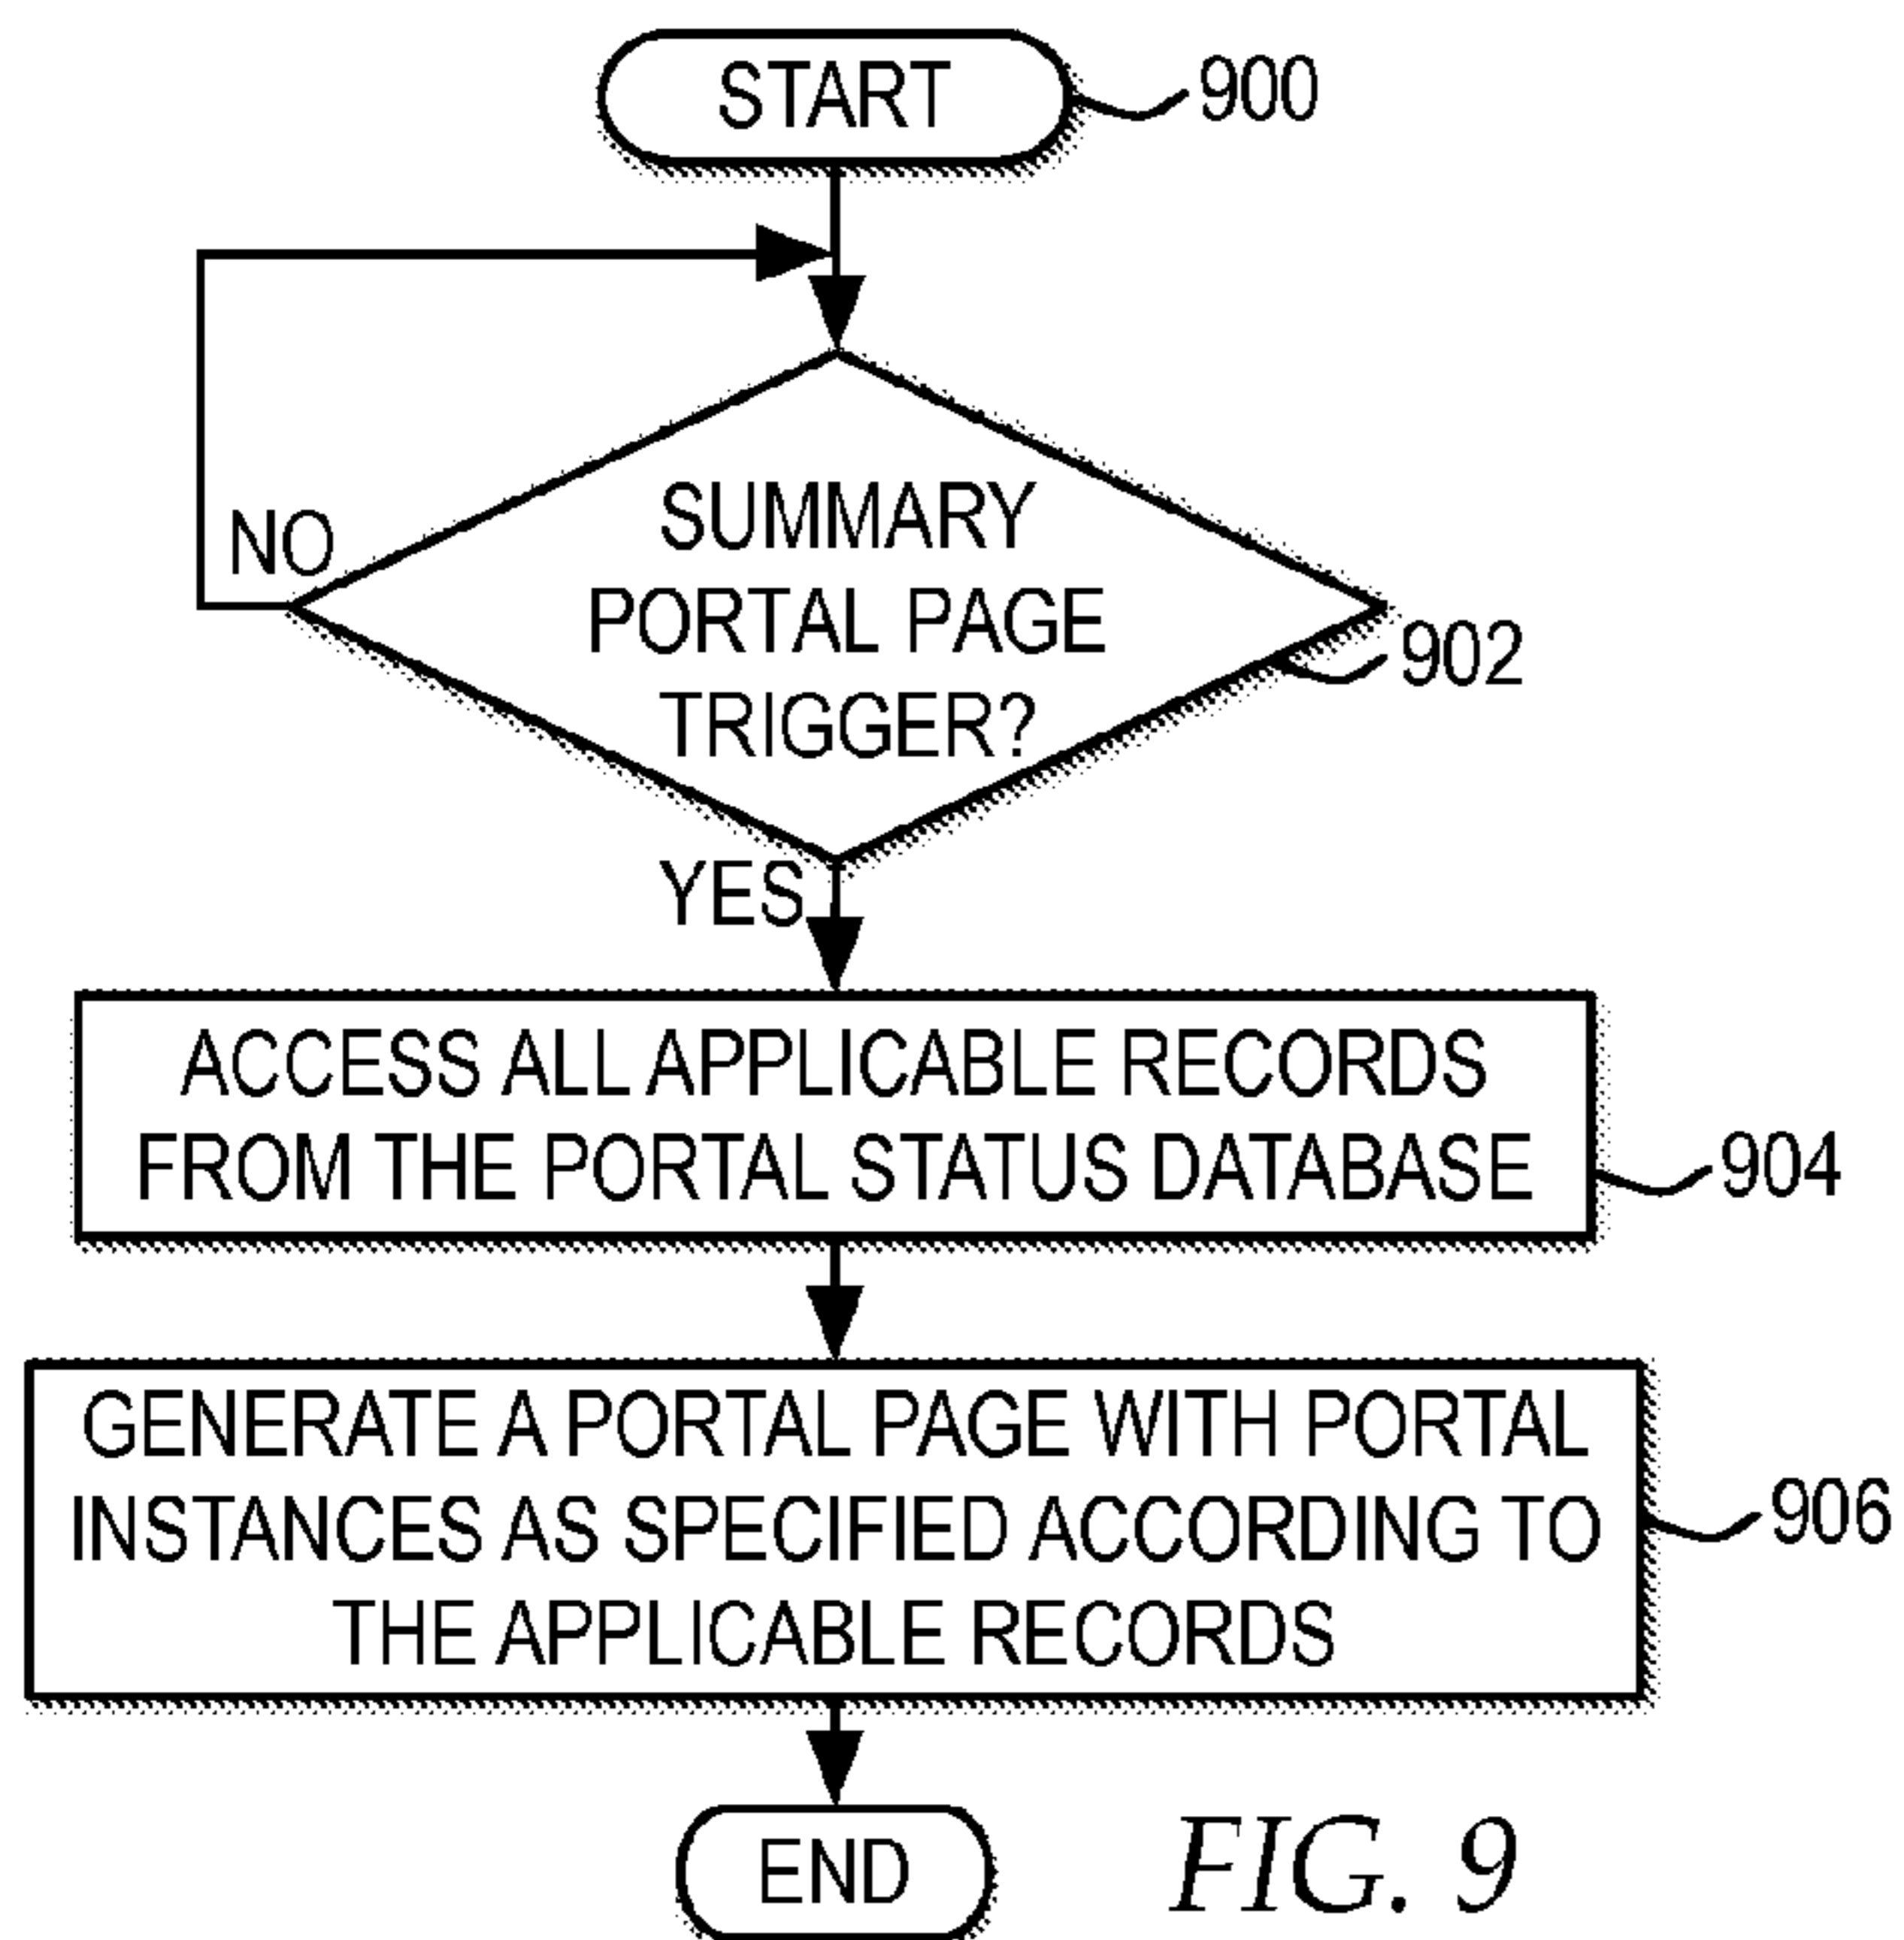 START
900
NO
SUMMARY
PORTAL PAGE
TRIGGER?
902
YES
ACCESS ALL APPLICABLE RECORDS
FROM THE PORTAL STATUS DATABASE
904
GENERATE A PORTAL PAGE WITH PORTAL
INSTANCES AS SPECIFIED ACCORDING TO
THE APPLICABLE RECORDS
906
END
FIG. 9